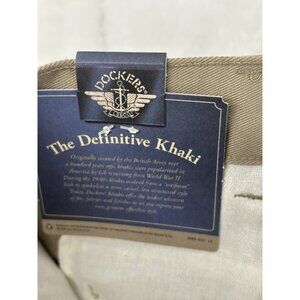 DOCKERS
The Definitive Khaki
Originally created by the British Army over
a hundred years ago, khakis were popularized in
America by GIs returning from World War II.
During the 1950s, khakis evolved from a "uniform"
look to symbolize a more casual, less structured style.
Today, Dockers Khakis offer the widest selection
of fits, fabrics and finishes to let you express your
most genuine effortless style.